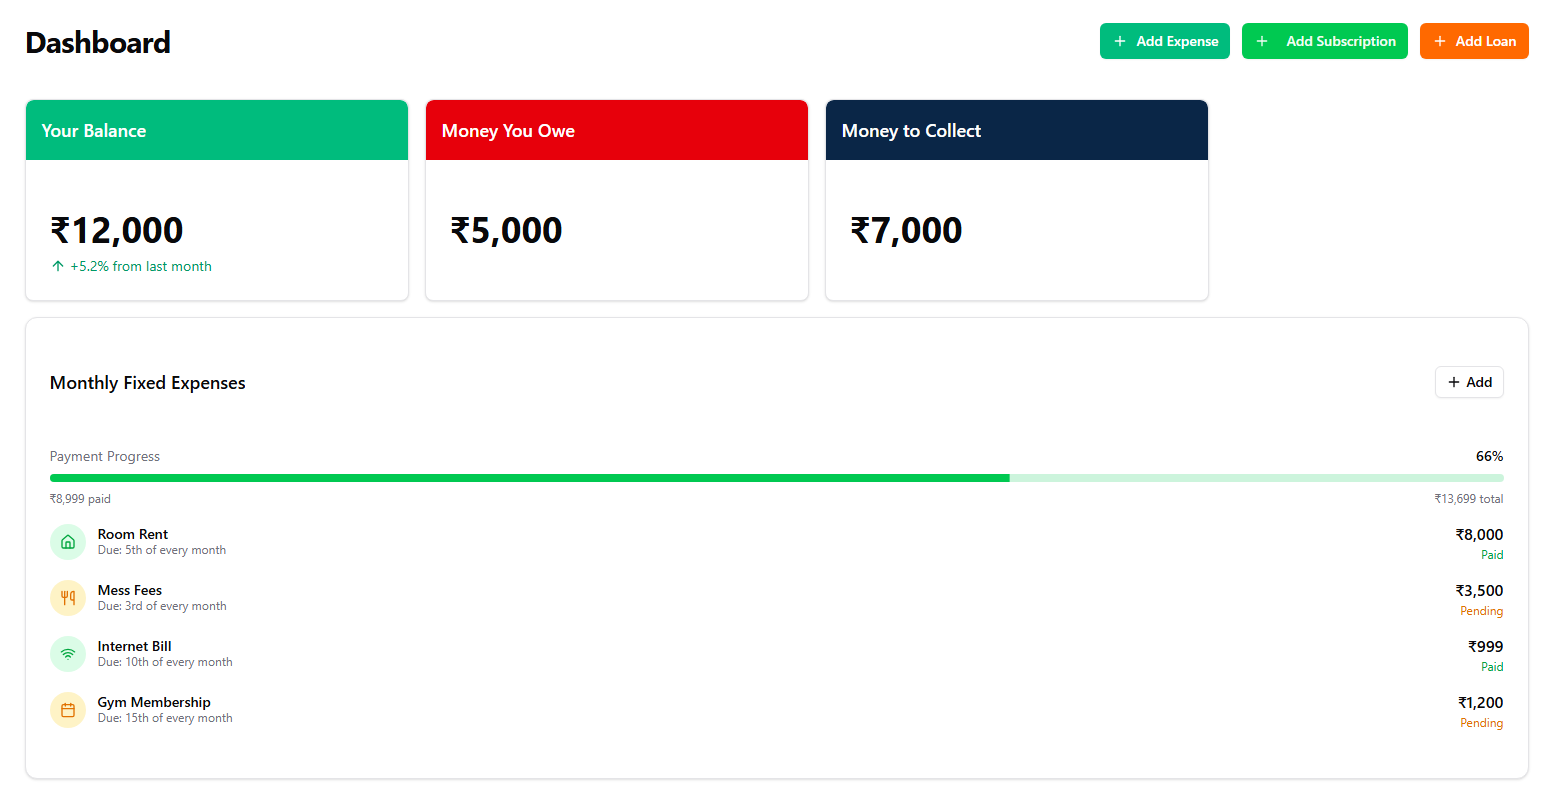 Dashboard
+ Add Expense
+ Add Subscription
+ Add Loan
Your Balance
₹12,000
↑ +5.2% from last month
Money You Owe
₹5,000
Money to Collect
₹7,000
Monthly Fixed Expenses
+ Add
Payment Progress
66%
₹8,999 paid
₹13,699 total
Room Rent
Due: 5th of every month
₹8,000
Paid
Mess Fees
Due: 3rd of every month
₹3,500
Pending
Internet Bill
Due: 10th of every month
₹999
Paid
Gym Membership
Due: 15th of every month
₹1,200
Pending